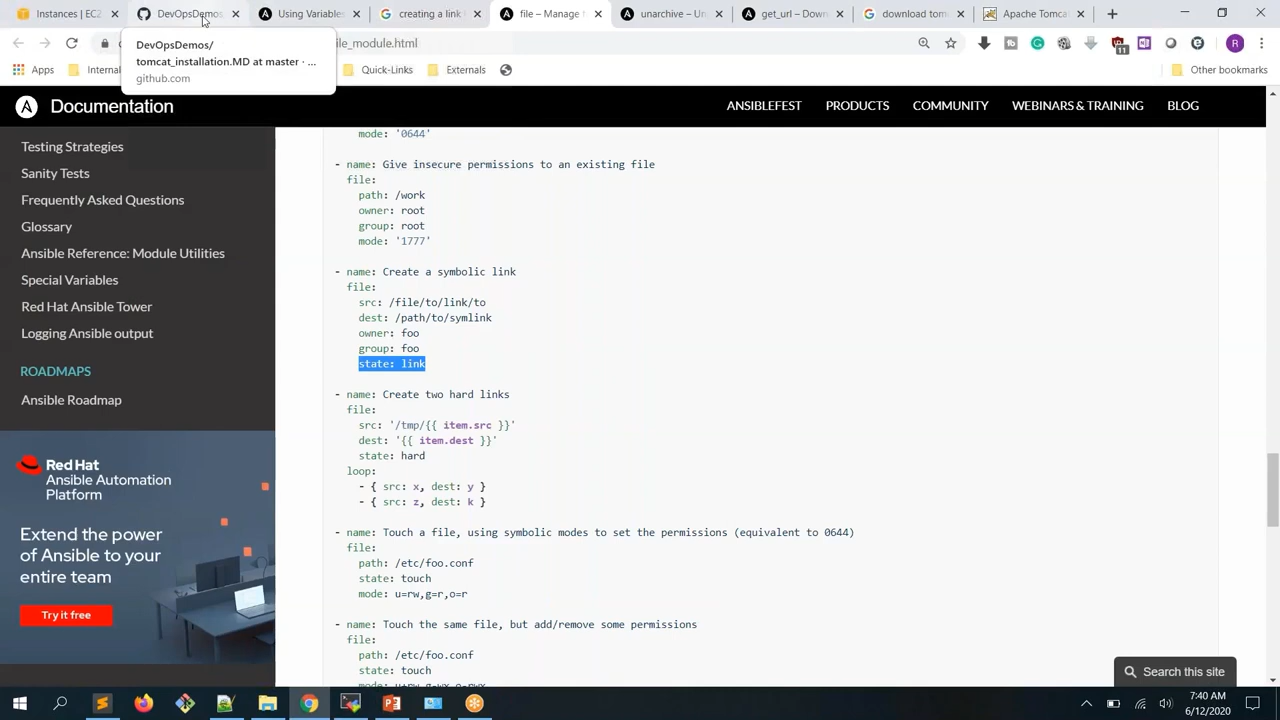 Instances | EC2
DevOpsDemos
Using Variables
creating a link
file – Manage f
unarchive – Un
get_url – Down
download tom
Apache Tomca
ile_module.html
11
R
Apps
Internal
Quick-Links
Externals
Other bookmarks
DevOpsDemos/
tomcat_installation.MD at master · ...
github.com
A Documentation
ANSIBLEFEST PRODUCTS COMMUNITY WEBINARS & TRAINING BLOG
Testing Strategies
Sanity Tests
Frequently Asked Questions
Glossary
Ansible Reference: Module Utilities
Special Variables
Red Hat Ansible Tower
Logging Ansible output
ROADMAPS
Ansible Roadmap
Red Hat
Ansible Automation
Platform
Extend the power
of Ansible to your
entire team
Try it free
mode: '0644'
- name: Give insecure permissions to an existing file
file:
path: /work
owner: root
group: root
mode: '1777'
- name: Create a symbolic link
file:
src: /file/to/link/to
dest: /path/to/symlink
owner: foo
group: foo
state: link
- name: Create two hard links
file:
src: '/tmp/{{ item.src }}'
dest: '{{ item.dest }}'
state: hard
loop:
- { src: x, dest: y }
- { src: z, dest: k }
- name: Touch a file, using symbolic modes to set the permissions (equivalent to 0644)
file:
path: /etc/foo.conf
state: touch
mode: u=rw,g=r,o=r
- name: Touch the same file, but add/remove some permissions
file:
path: /etc/foo.conf
state: touch
Search this site
7:40 AM
6/12/2020